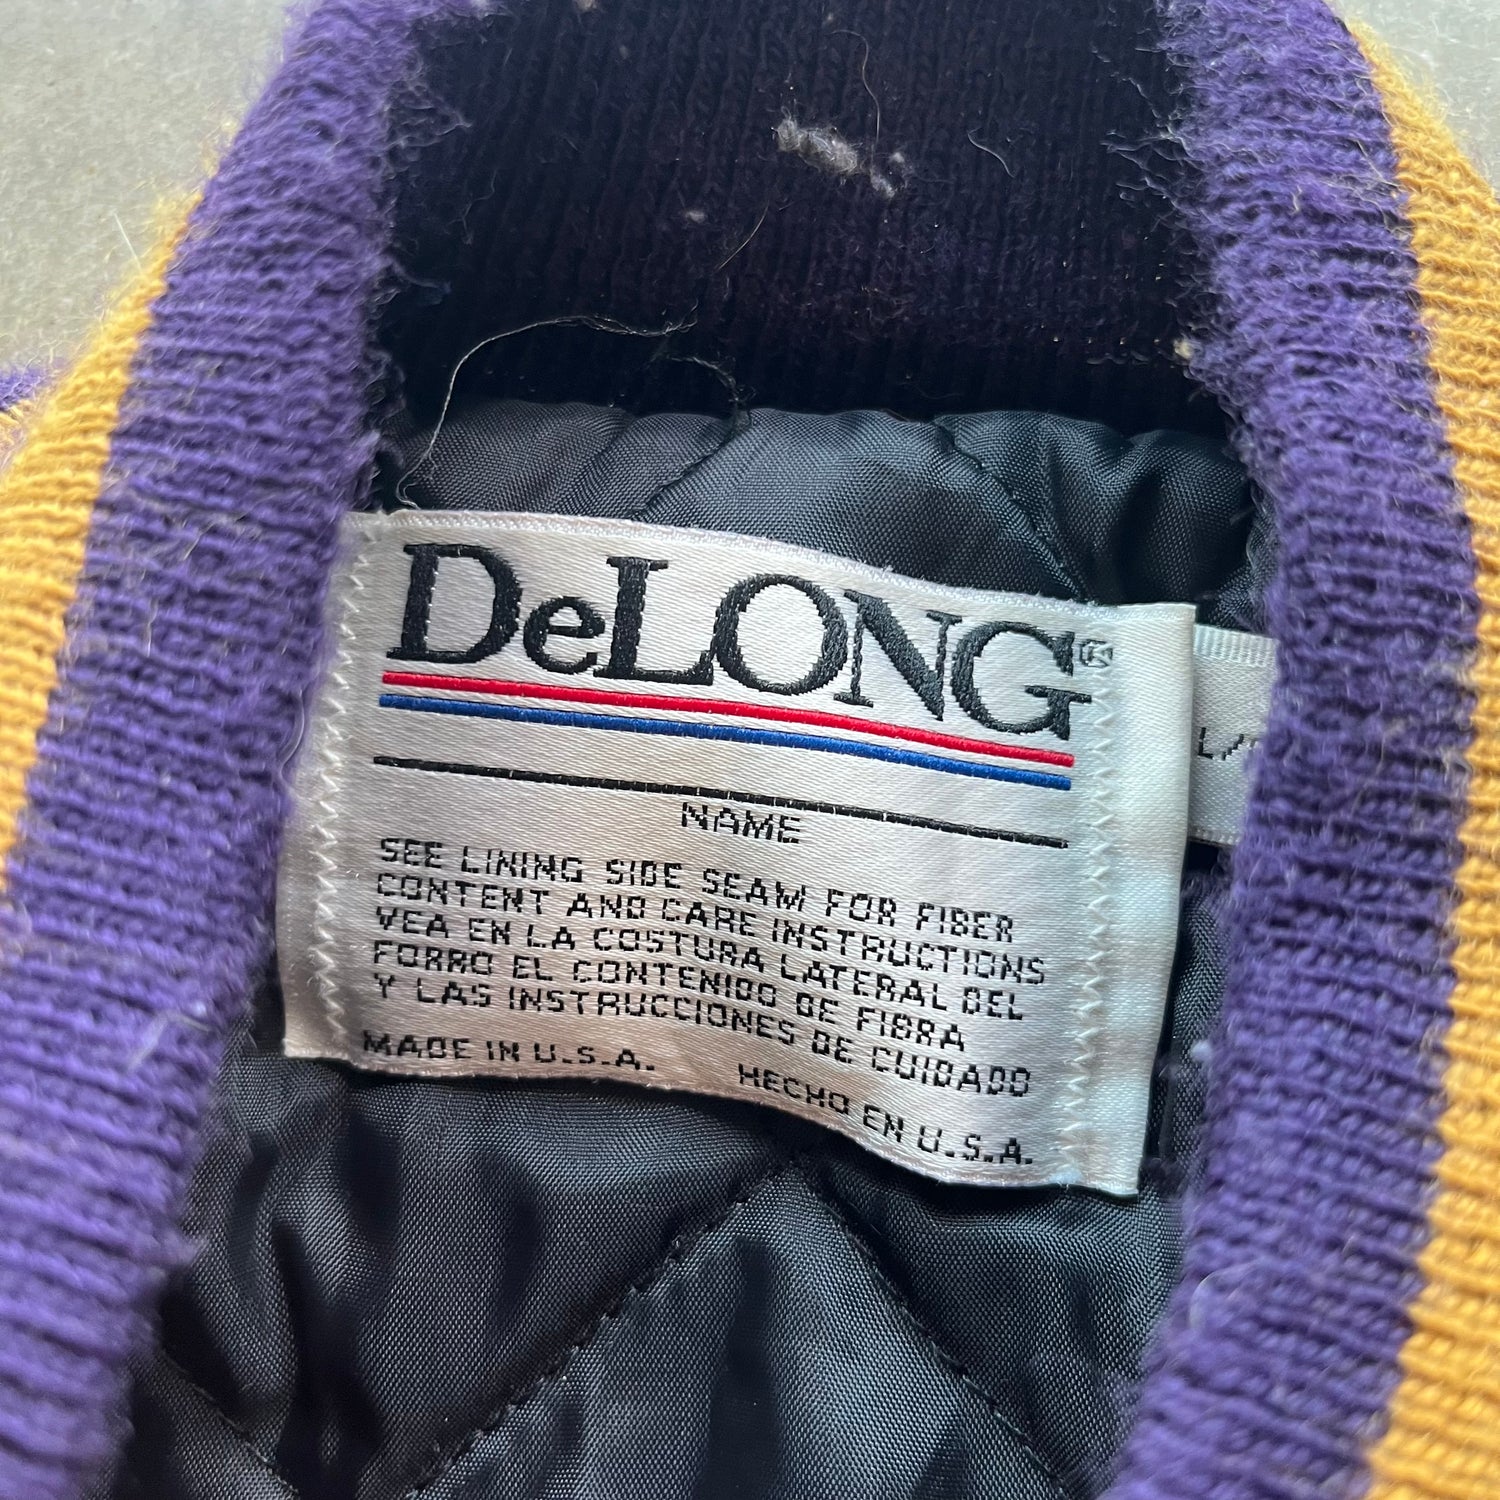 DeLONG®
NAME
SEE LINING SIDE SEAM FOR FIBER
CONTENT AND CARE INSTRUCTIONS
VEA EN LA COSTURA LATERAL DEL
FORRO EL CONTENIDO DE FIBRA
Y LAS INSTRUCCIONES DE CUIDADO
MADE IN U.S.A. HECHO EN U.S.A.
L/